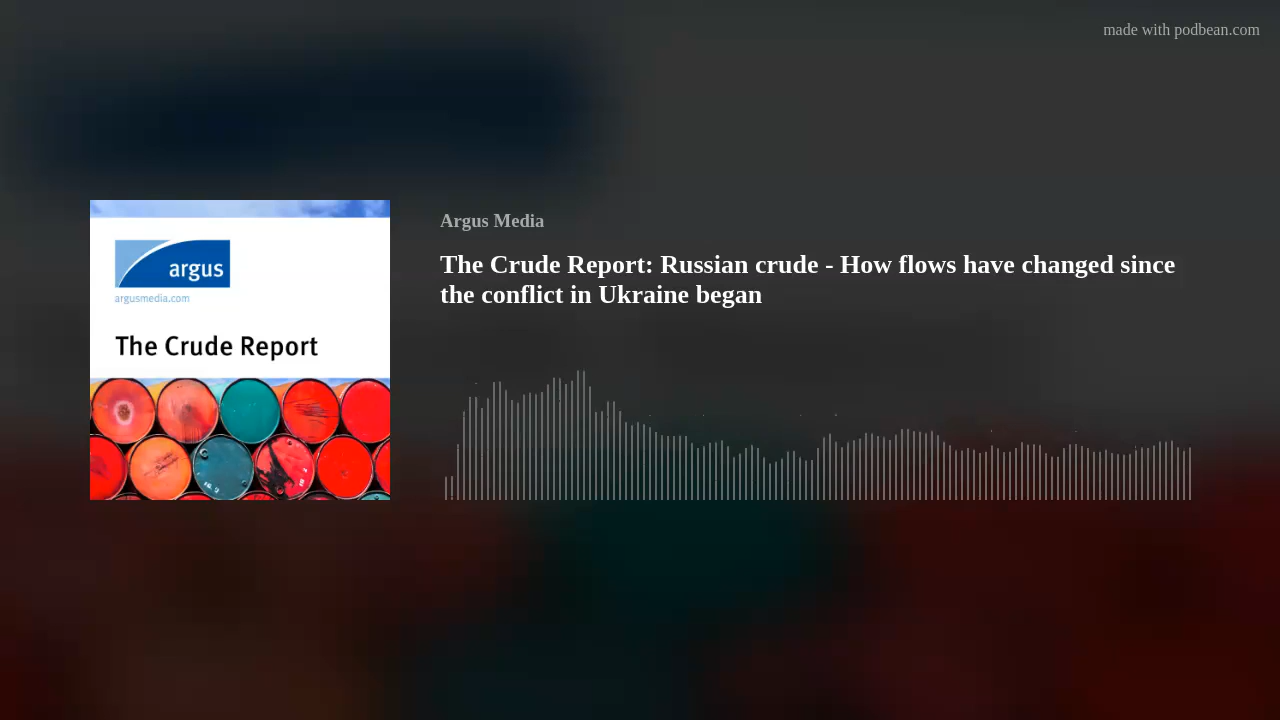 made with podbean.com
argus
argusmedia.com
The Crude Report
Argus Media
The Crude Report: Russian crude - How flows have changed since
the conflict in Ukraine began